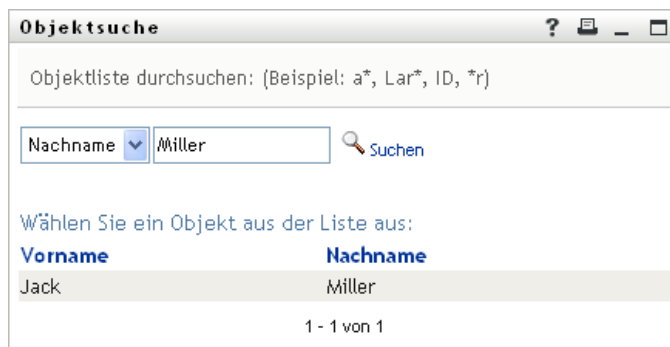 Objektsuche
Objektliste durchsuchen: (Beispiel: a*, Lar*, ID, *r)
Nachname Miller Suchen
Wählen Sie ein Objekt aus der Liste aus:
Vorname Nachname
Jack Miller
1 - 1 von 1